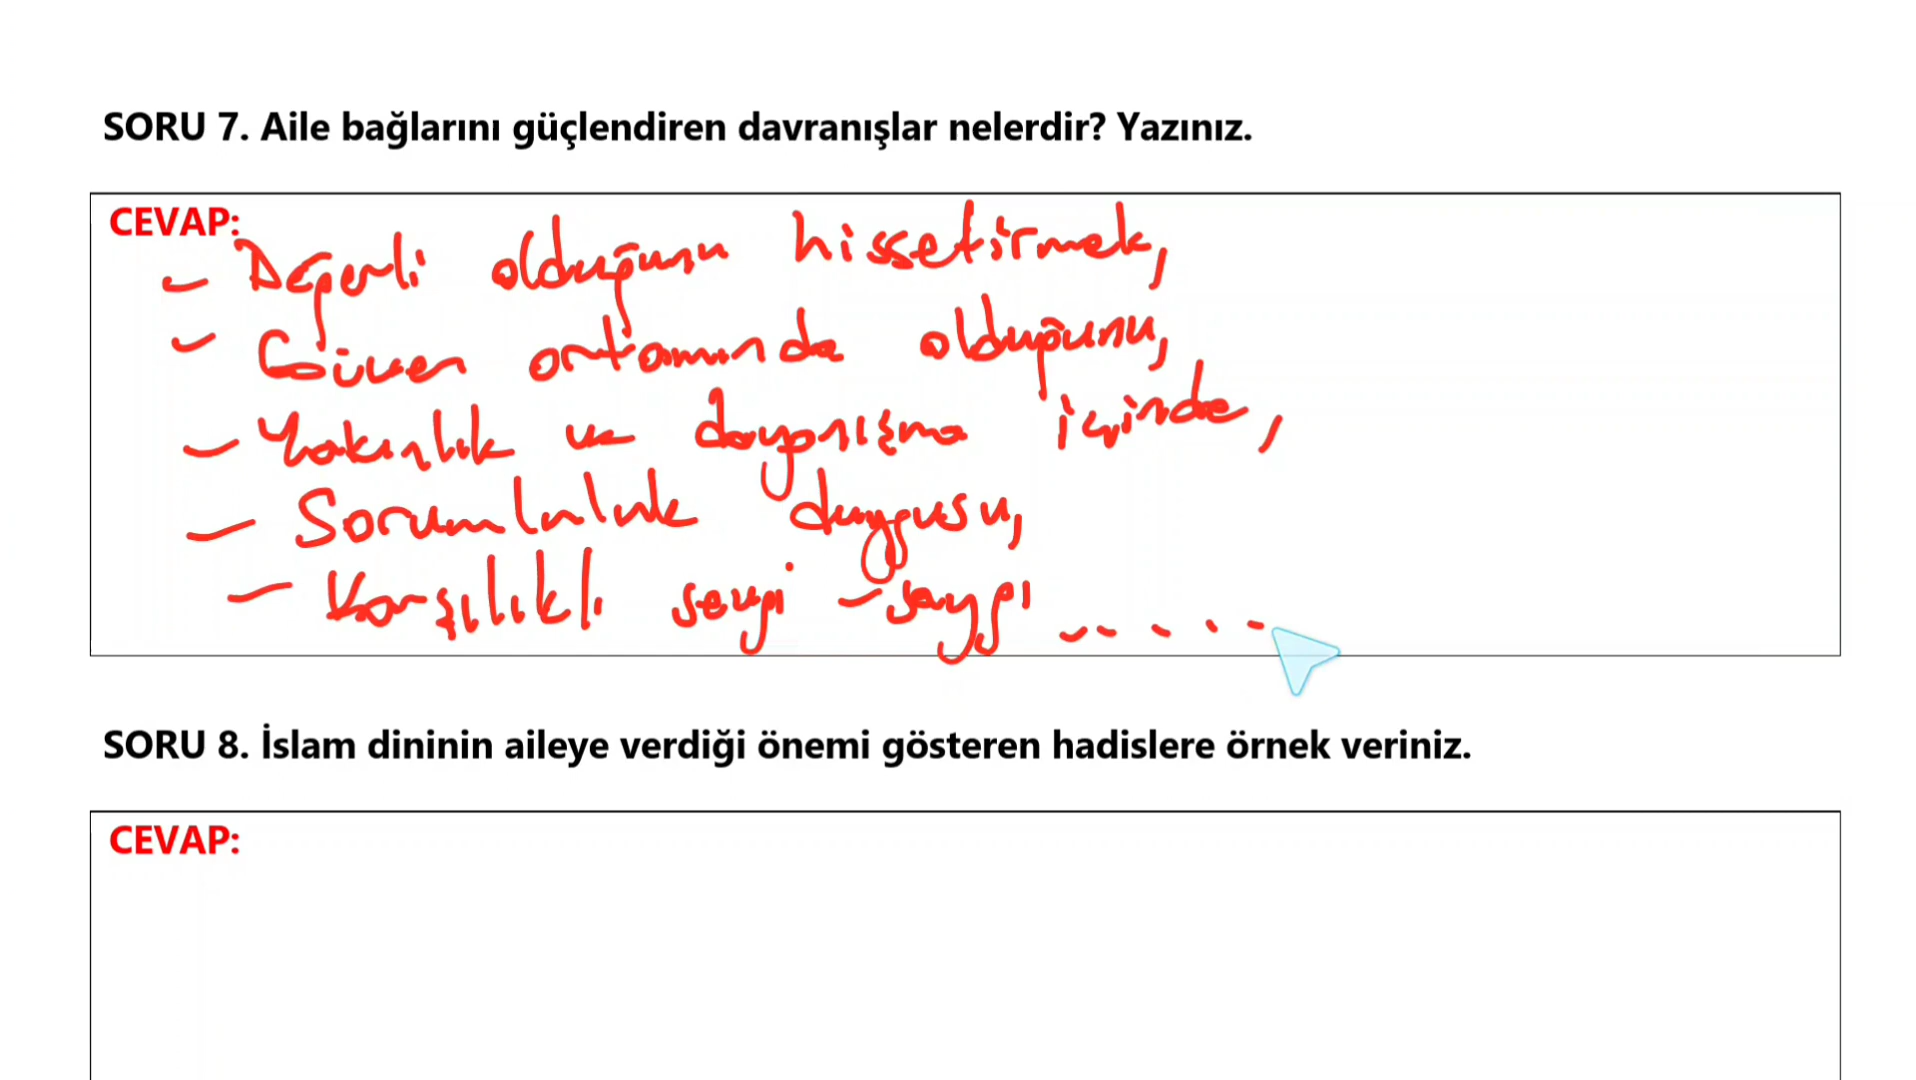 SORU 7. Aile bağlarını güçlendiren davranışlar nelerdir? Yazınız.
CEVAP:
- Değerli olduğunu hissetirmek,
- Güven ortamında olduğunu,
- Yakınlık ve dayanışma içinde,
- Sorumluluk duygusu,
- Karşılıklı sevgi - saygı .....
SORU 8. İslam dininin aileye verdiği önemi gösteren hadislere örnek veriniz.
CEVAP: